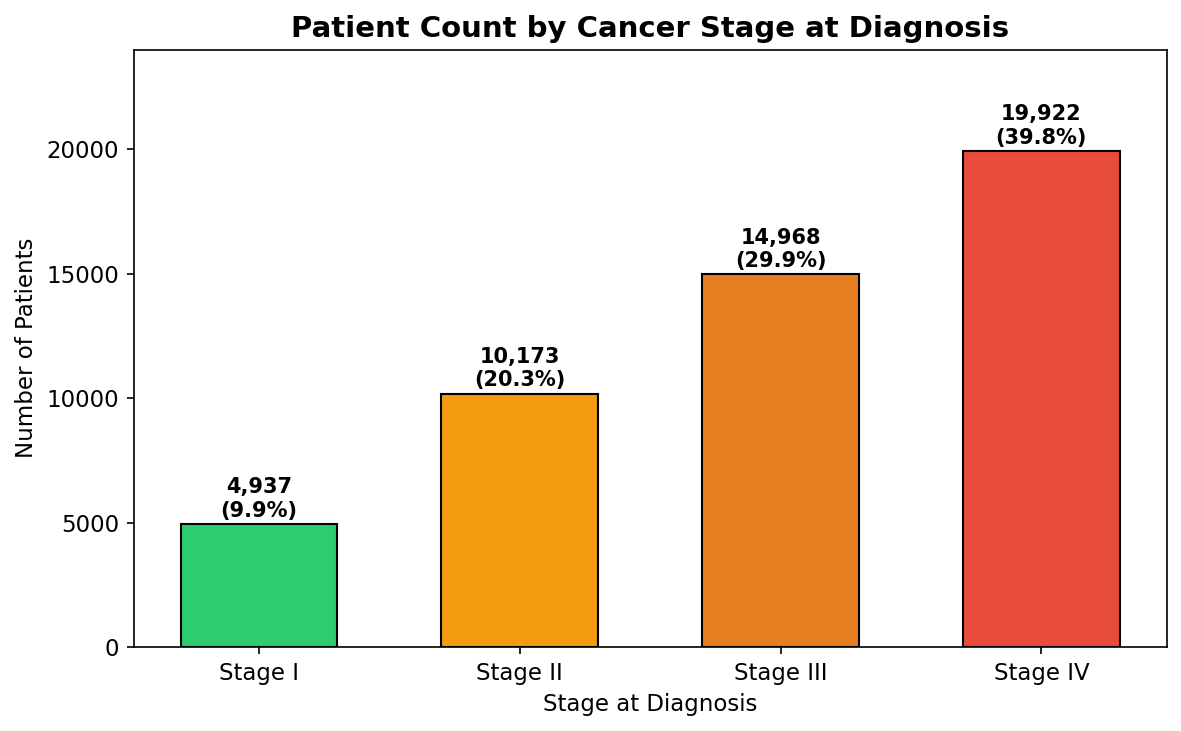 Patient Count by Cancer Stage at Diagnosis
Number of Patients
20000
15000
10000
5000
0
4,937
(9.9%)
10,173
(20.3%)
14,968
(29.9%)
19,922
(39.8%)
Stage I
Stage II
Stage III
Stage IV
Stage at Diagnosis